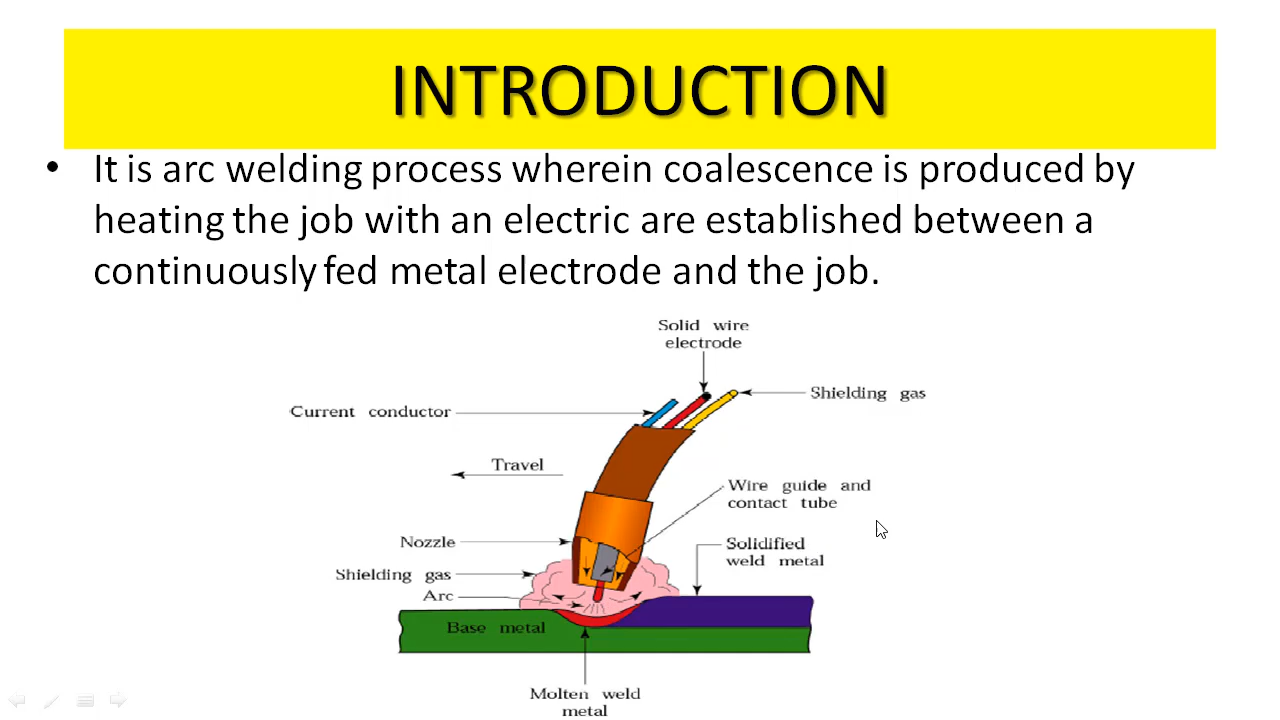 INTRODUCTION
• It is arc welding process wherein coalescence is produced by
heating the job with an electric are established between a
continuously fed metal electrode and the job.
Solid wire
electrode
Shielding gas
Current conductor
Travel
Wire guide and
contact tube
Nozzle
Solidified
weld metal
Shielding gas
Arc
Base metal
Molten weld
metal